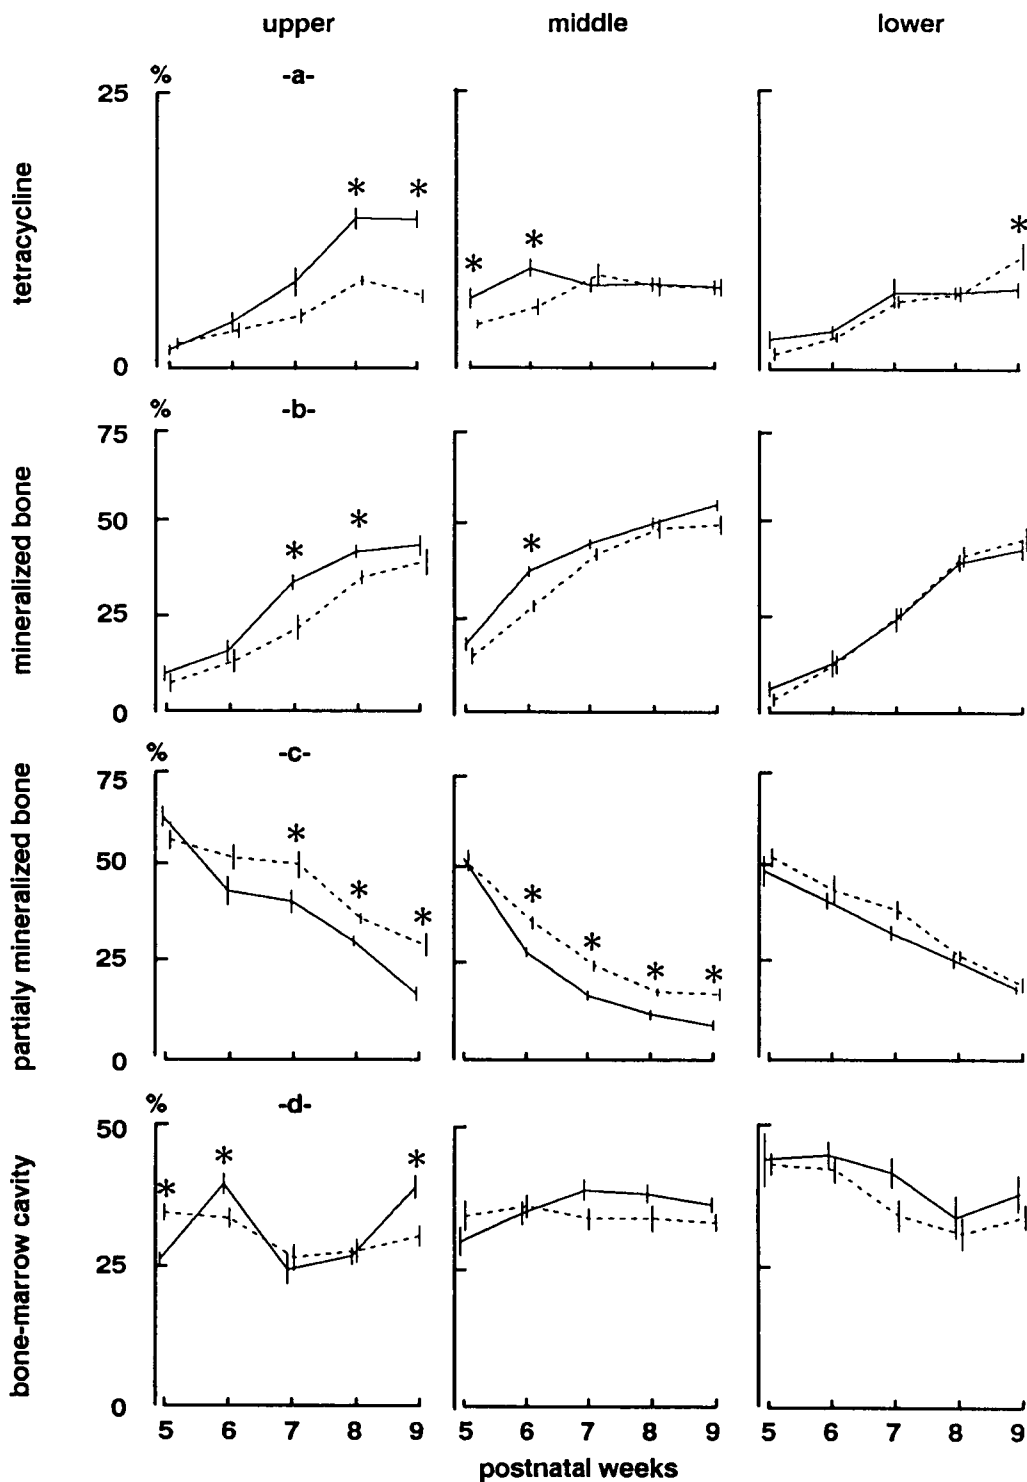 upper middle lower
% -a-
25
tetracycline
* *
*
*
*
0
% -b-
75
mineralized bone
50
*
*
*
25
0
% -c-
75
partialy mineralized bone
*
50
*
*
*
*
*
*
25
0
% -d-
50
bone-marrow cavity
*
*
*
25
0
5 6 7 8 9 5 6 7 8 9 5 6 7 8 9
postnatal weeks